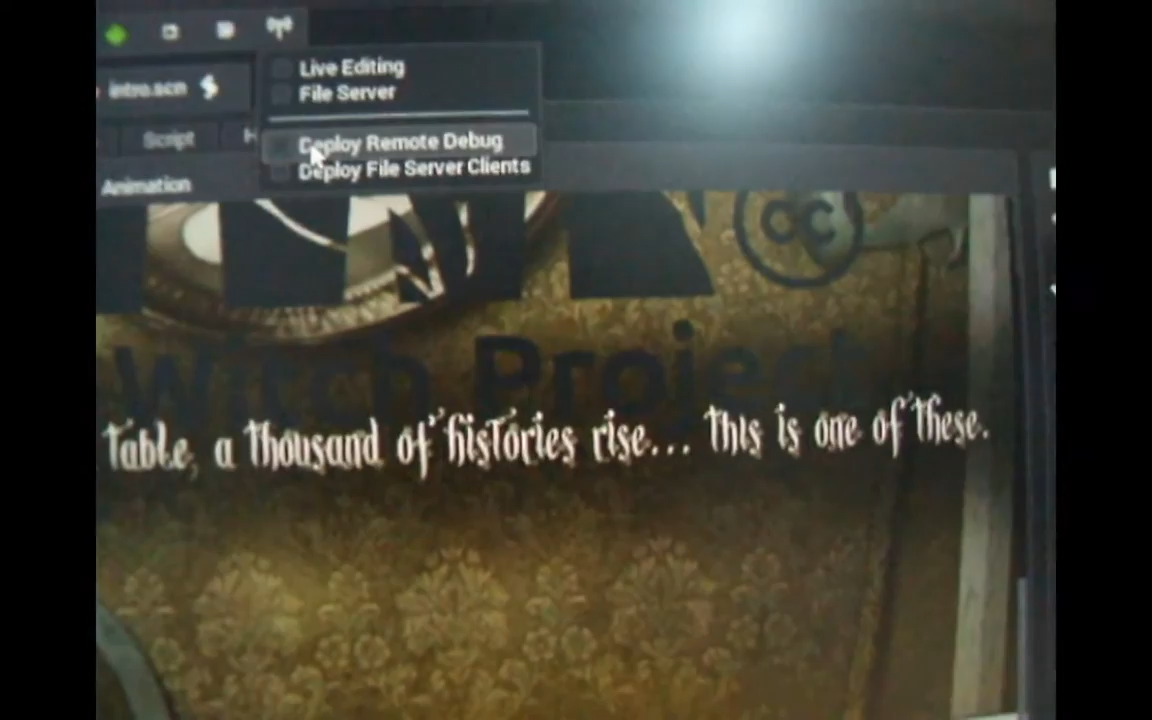 Live Editing
File Server
intro.scn
Deploy Remote Debug
Script
Deploy File Server Clients
Animation
CC
Witch Project
table, a thousand of histories rise... This is one of these.